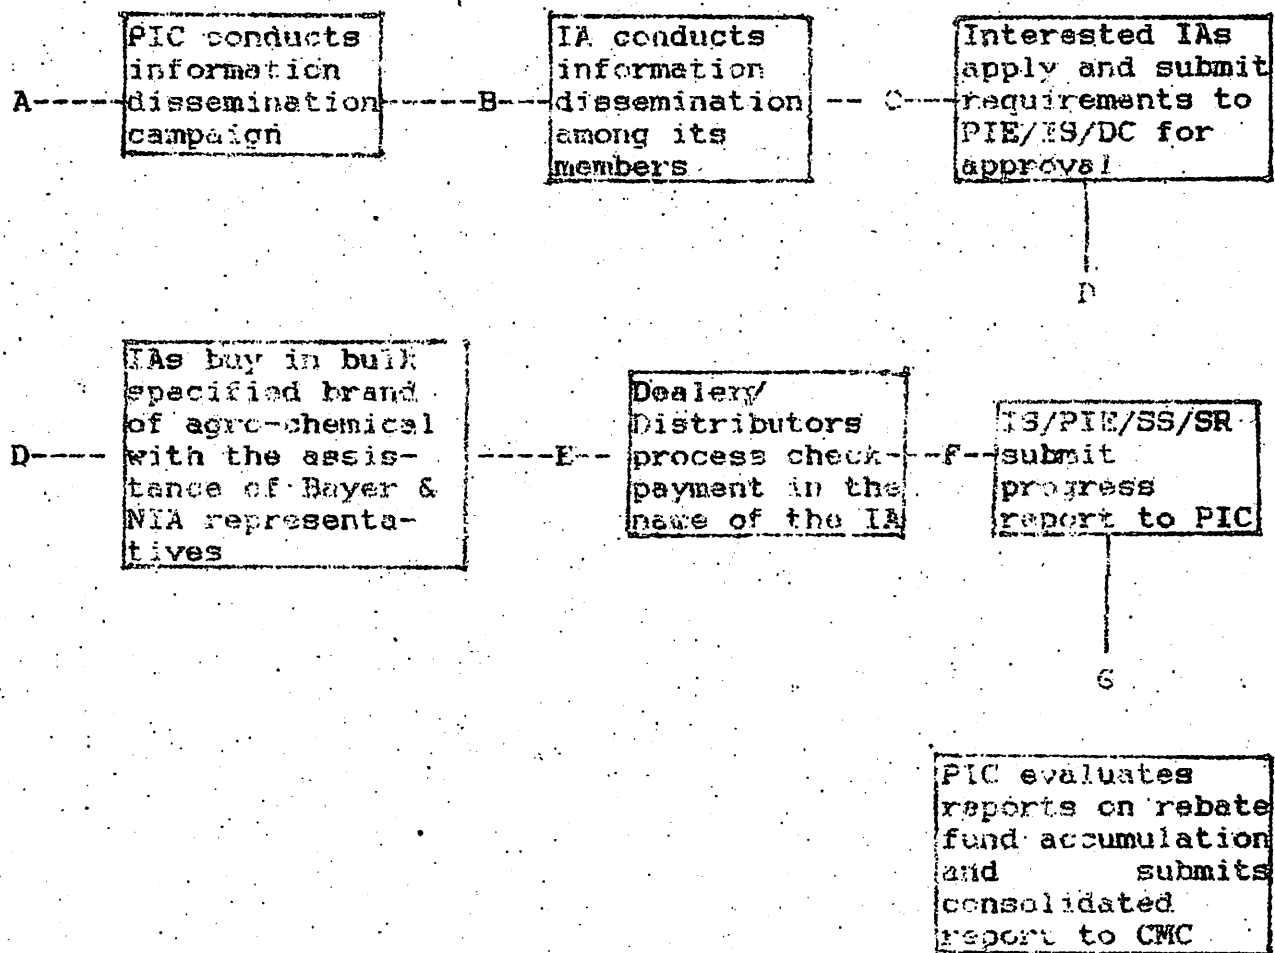 PIC conducts
information
A-----dissemination-----B---
campaign
IA conducts
information
dissemination -- C----
among its
members
Interested IAs
apply and submit
requirements to
PIE/IS/DC for
approval
D
IAs buy in bulk
specified brand
of agro-chemical
D---- with the assis- ----E--
tance of Bayer &
NIA representa-
tives
Dealers/
Distributors
process check- --F--
payment in the
name of the IA
IS/PIE/SS/SR
submit
progress
report to PIC
G
PIC evaluates
reports on rebate
fund accumulation
and submits
consolidated
report to CMC